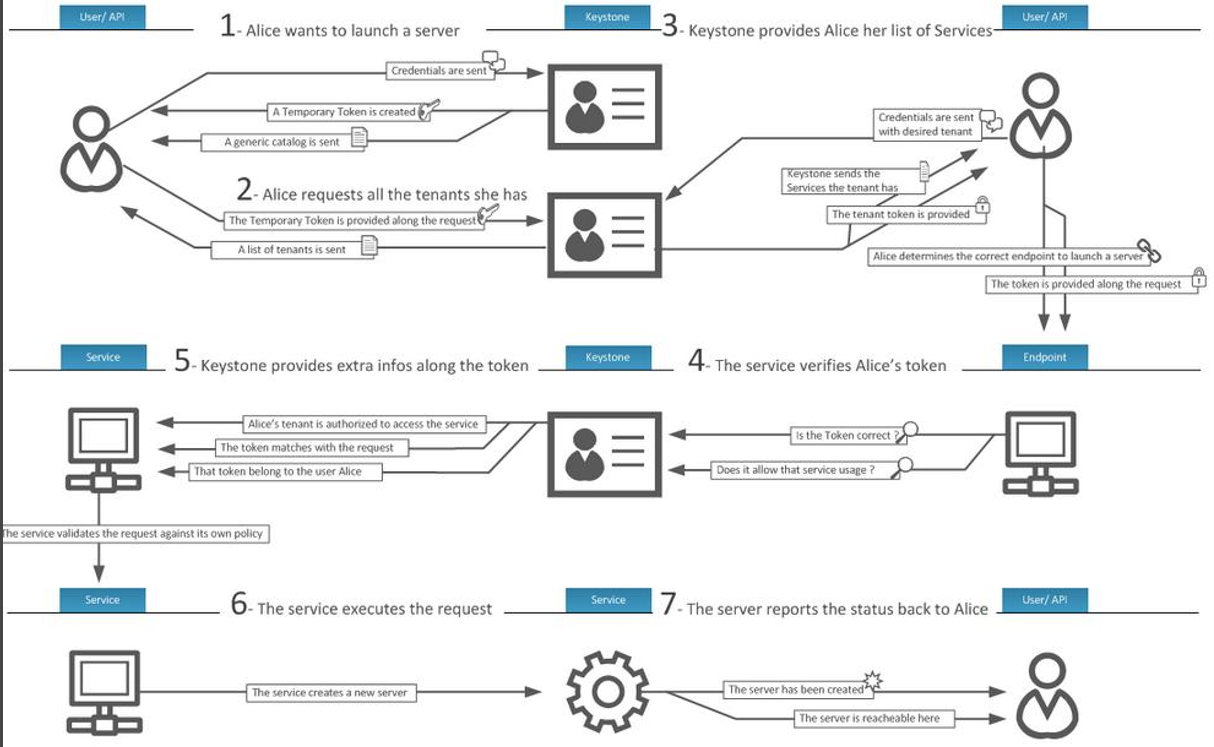 User/ API
Keystone
User/ API
1- Alice wants to launch a server
3- Keystone provides Alice her list of Services
Credentials are sent
A Temporary Token is created
A generic catalog is sent
Credentials are sent
with desired tenant
Keystone sends the
Services the tenant has
2- Alice requests all the tenants she has
The Temporary Token is provided along the request
The tenant token is provided
A list of tenants is sent
Alice determines the correct endpoint to launch a server
The token is provided along the request
Service
Keystone
Endpoint
5- Keystone provides extra infos along the token
4- The service verifies Alice's token
Alice's tenant is authorized to access the service
The token matches with the request
That token belong to the user Alice
Is the Token correct ?
Does it allow that service usage ?
The service validates the request against its own policy
Service
Service
User/ API
6- The service executes the request
7- The server reports the status back to Alice
The service creates a new server
The server has been created
The server is reacheable here